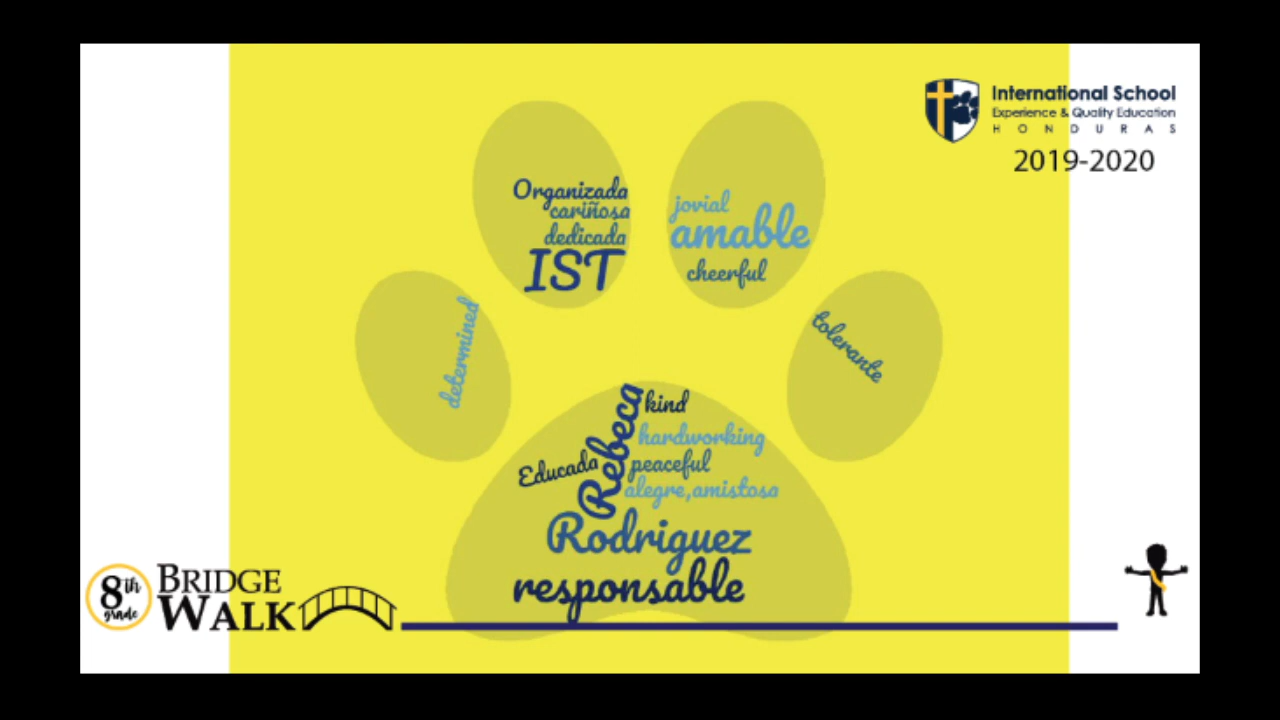 International School
Experience & Quality Education
HONDURAS
2019-2020
Organizada
cariñosa
dedicada
IST
jovial
amable
cheerful
determined
tolerante
Rebeca
kind
hardworking
Educada
peaceful
alegre,amistosa
Rodriguez
responsable
8th
grade
BRIDGE
WALK